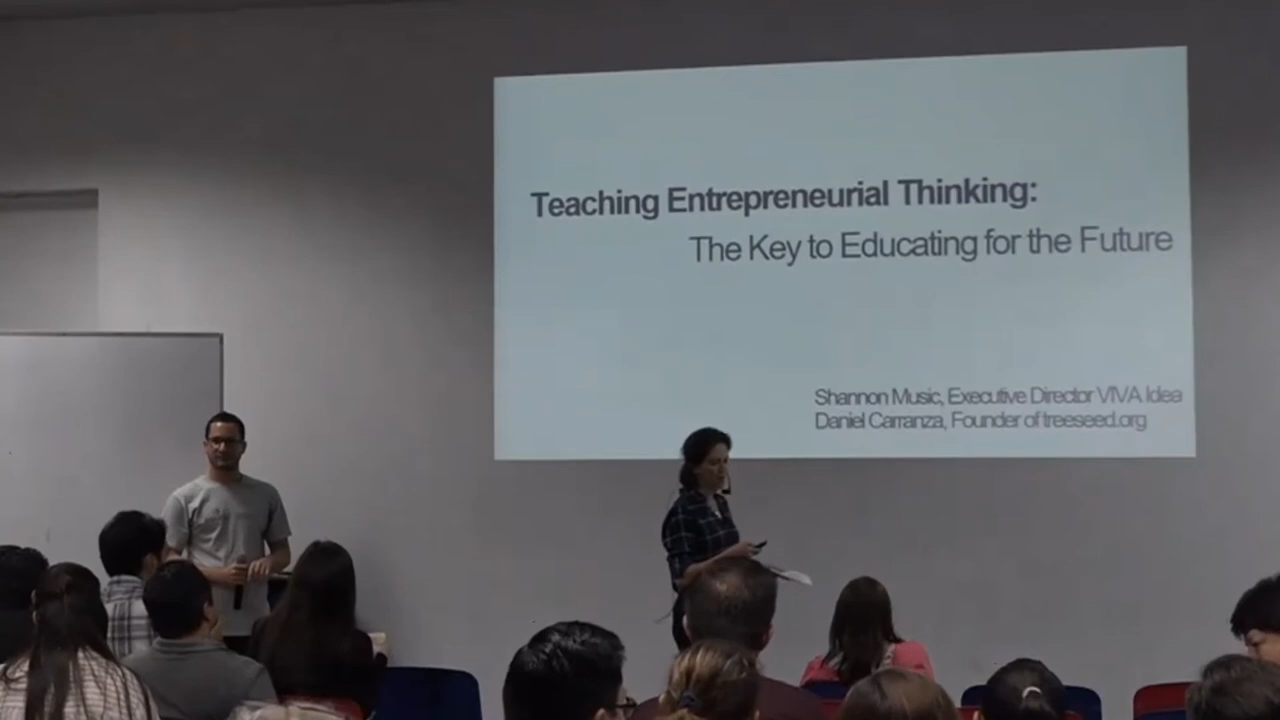 Teaching Entrepreneurial Thinking:
The Key to Educating for the Future
Shannon Music, Executive Director VIVA Idea
Daniel Carranza, Founder of treeseed.org